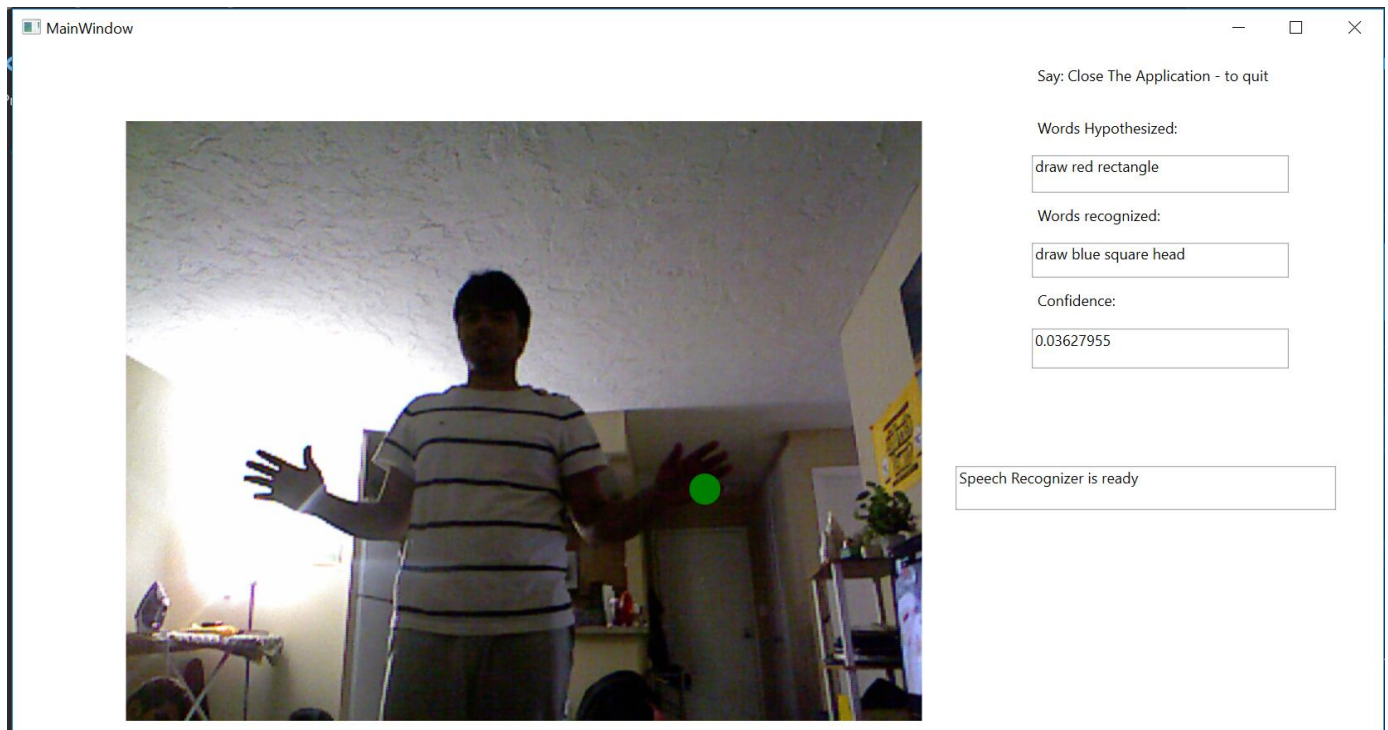 MainWindow
Say: Close The Application - to quit
Words Hypothesized:
draw red rectangle
Words recognized:
draw blue square head
Confidence:
0.03627955
Speech Recognizer is ready